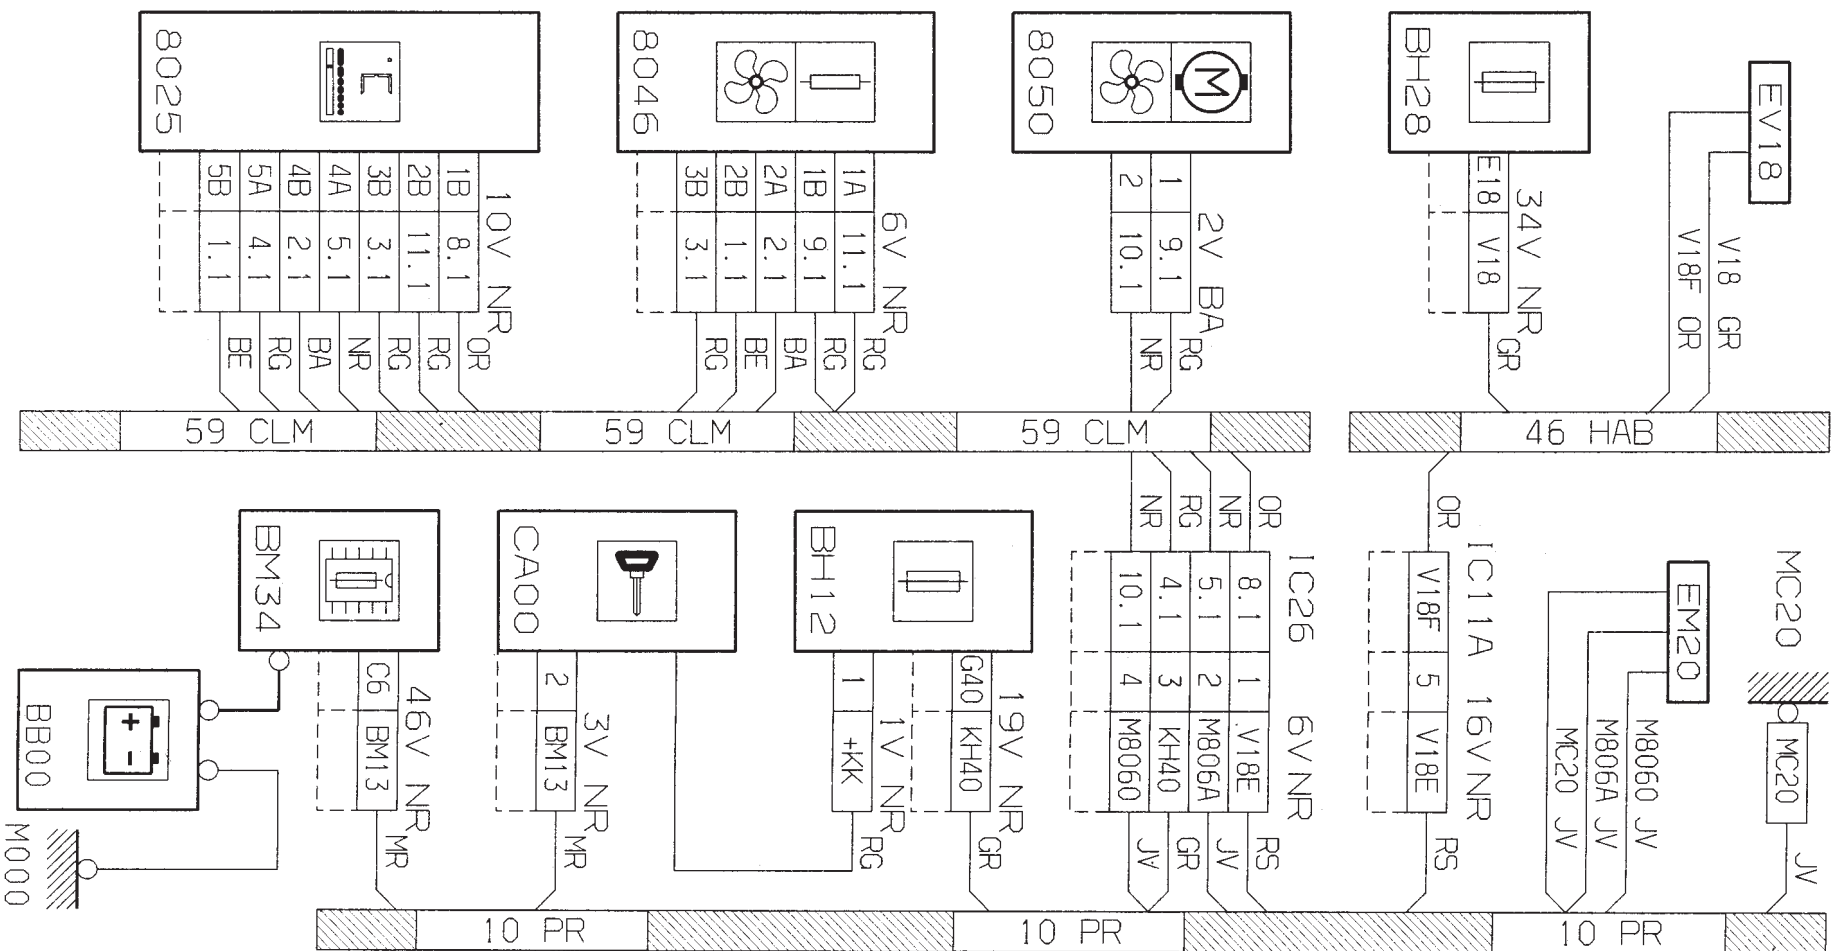 8025
10V NR
1B 8.1 OR
2B 11.1 RG
3B 3.1 RG
4A 5.1 NR
4B 2.1 BA
5A 4.1 RG
5B 1.1 BE
8046
6V NR
1A 11.1 RG
1B 9.1 RG
2A 2.1 BA
2B 1.1 BE
3B 3.1 RG
8050
M
2V BA
1 9.1 RG
2 10.1 NR
BH28
34V NR
E18 V18 GR
EV18
V18 GR
V18F OR
59 CLM
59 CLM
59 CLM
46 HAB
BM34
46V NR
C6 BM13 MR
BB00
+ -
M000
CA00
3V NR
2 BM13 MR
BH12
19V NR
G40 KH40 GR
1V NR
1 +KK RG
IC26 6VNR
OR 8.1 1 V18E RS
NR 5.1 2 M806A JV
RG 4.1 3 KH40 GR
NR 10.1 4 M8060 JV
IC11A 16VNR
OR V18F 5 V18E RS
EM20
M8060 JV
M806A JV
MC20 JV
MC20
MC20 JV
10 PR
10 PR
10 PR